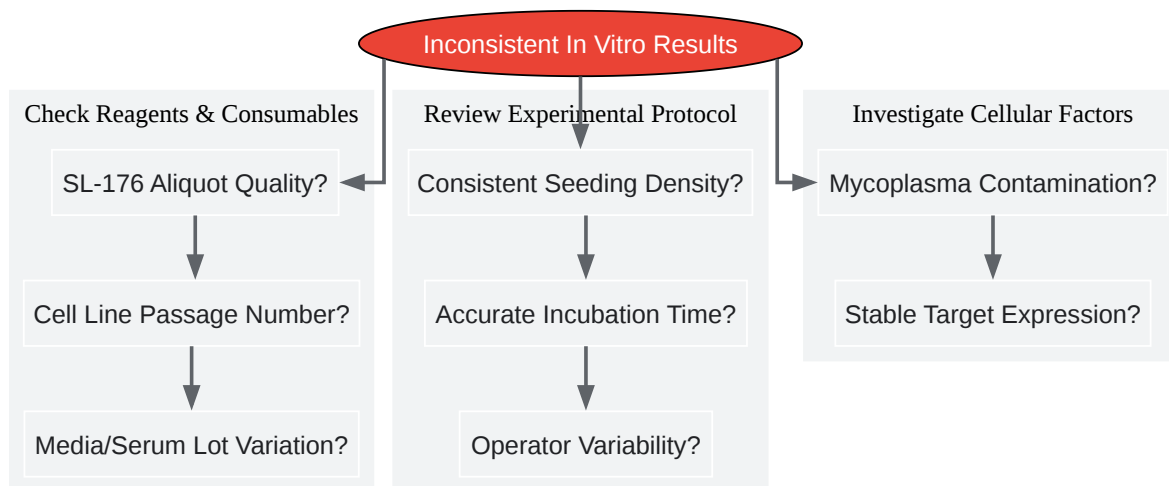 Inconsistent In Vitro Results
Check Reagents & Consumables
SL-176 Aliquot Quality?
Cell Line Passage Number?
Media/Serum Lot Variation?
Review Experimental Protocol
Consistent Seeding Density?
Accurate Incubation Time?
Operator Variability?
Investigate Cellular Factors
Mycoplasma Contamination?
Stable Target Expression?